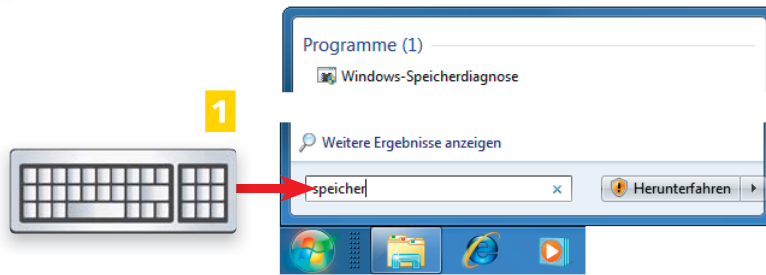 Programme (1)
Windows-Speicherdiagnose
1
Weitere Ergebnisse anzeigen
speicher
Herunterfahren